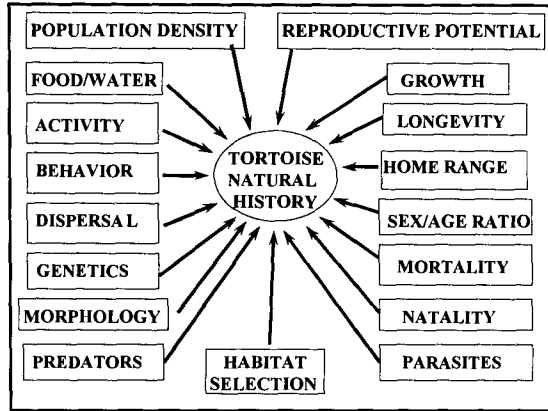 POPULATION DENSITY
REPRODUCTIVE POTENTIAL
FOOD/WATER
GROWTH
ACTIVITY
LONGEVITY
BEHAVIOR
TORTOISE
NATURAL
HISTORY
HOME RANGE
DISPERSAL
SEX/AGE RATIO
GENETICS
MORTALITY
MORPHOLOGY
NATALITY
PREDATORS
HABITAT
SELECTION
PARASITES